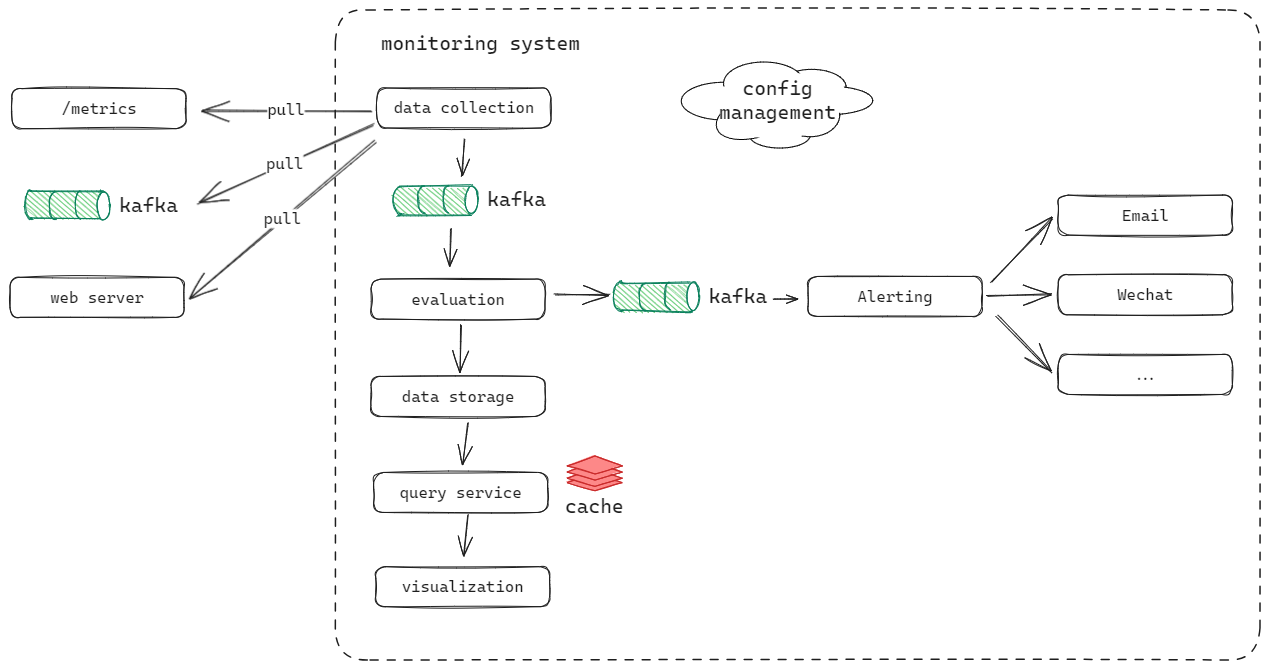 monitoring system
config
management
/metrics
pull
data collection
pull
kafka
kafka
pull
web server
evaluation
kafka
Alerting
Email
Wechat
...
data storage
query service
cache
visualization